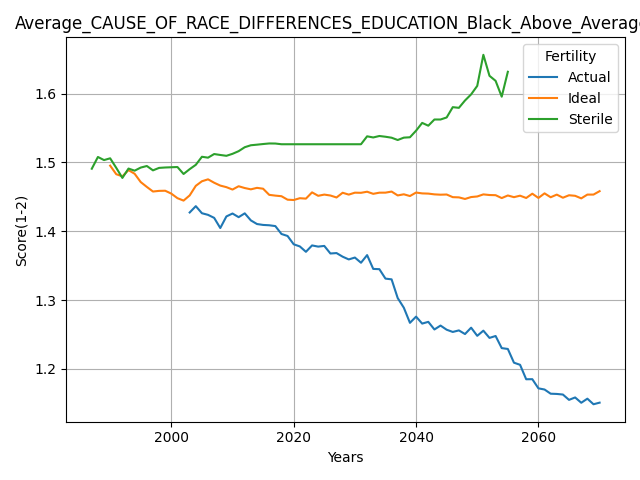 Average_CAUSE_OF_RACE_DIFFERENCES_EDUCATION_Black_Above_Average
Fertility
Actual
Ideal
Sterile
Score(1-2)
1.6
1.5
1.4
1.3
1.2
2000 2020 2040 2060
Years